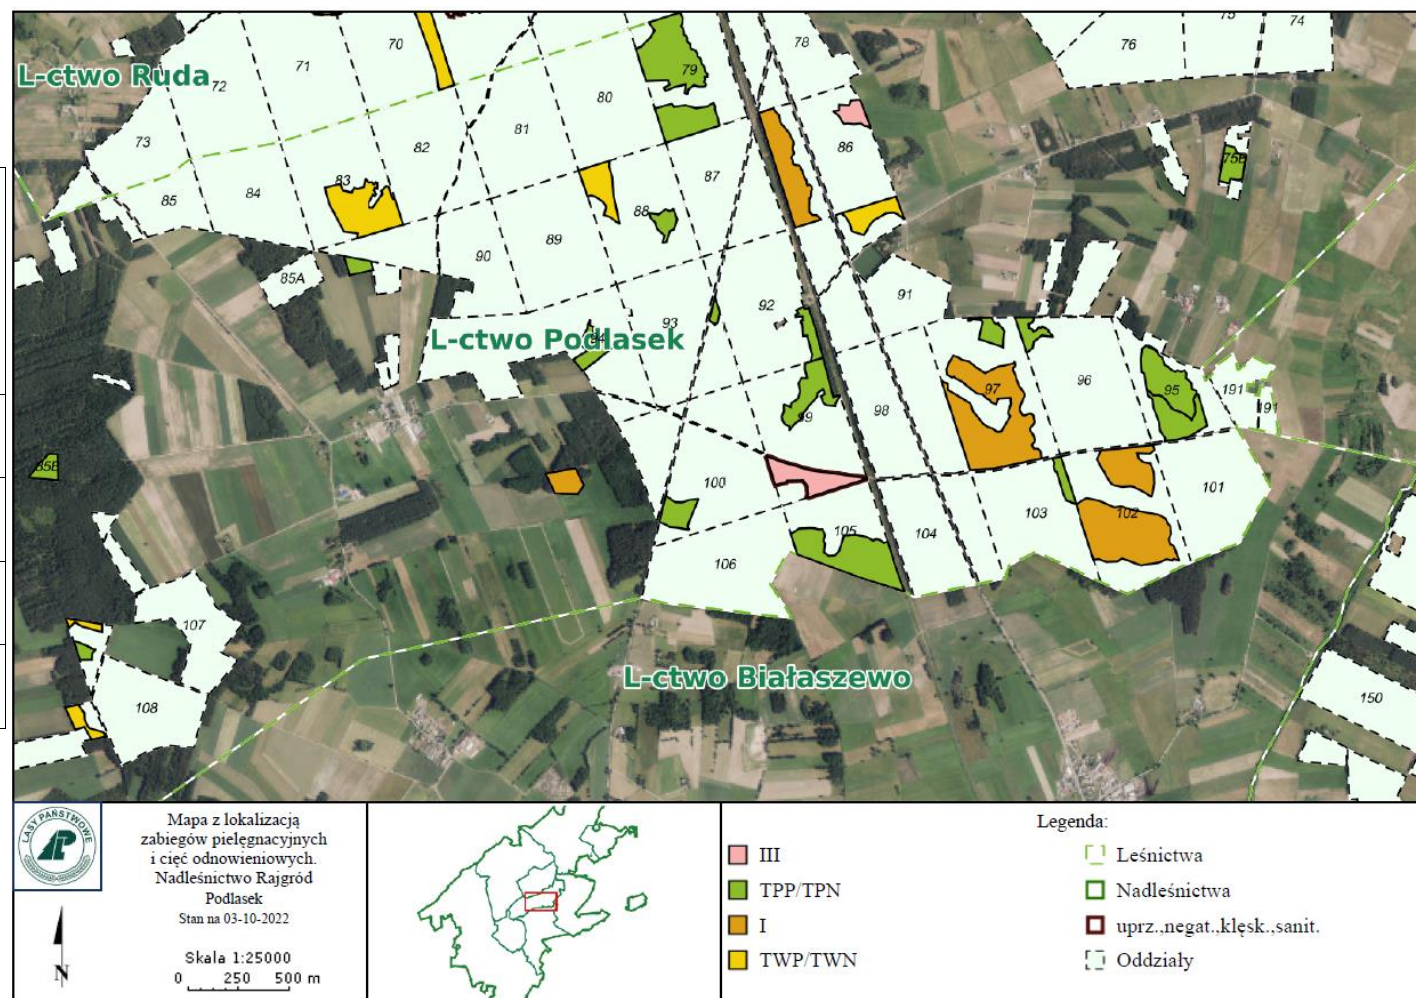 75
74
78
76
70
71
L-ctwo Ruda
72
79
80
81
73
82
86
75B
83
87
84
85
88
89
90
85A
91
92
93
L-ctwo Podlasek
94
96
97
95
191
191
98
99
85B
100
101
102
103
105
104
106
107
L-ctwo Białaszewo
108
150
LASY PAŃSTWOWE
Mapa z lokalizacją
zabiegów pielęgnacyjnych
i cięć odnowieniowych.
Nadleśnictwo Rajgród
Podlasek
Stan na 03-10-2022
N
Skala 1:25000
0 250 500 m
Legenda:
III
TPP/TPN
I
TWP/TWN
Leśnictwa
Nadleśnictwa
uprz.,negat.,klęsk.,sanit.
Oddziały